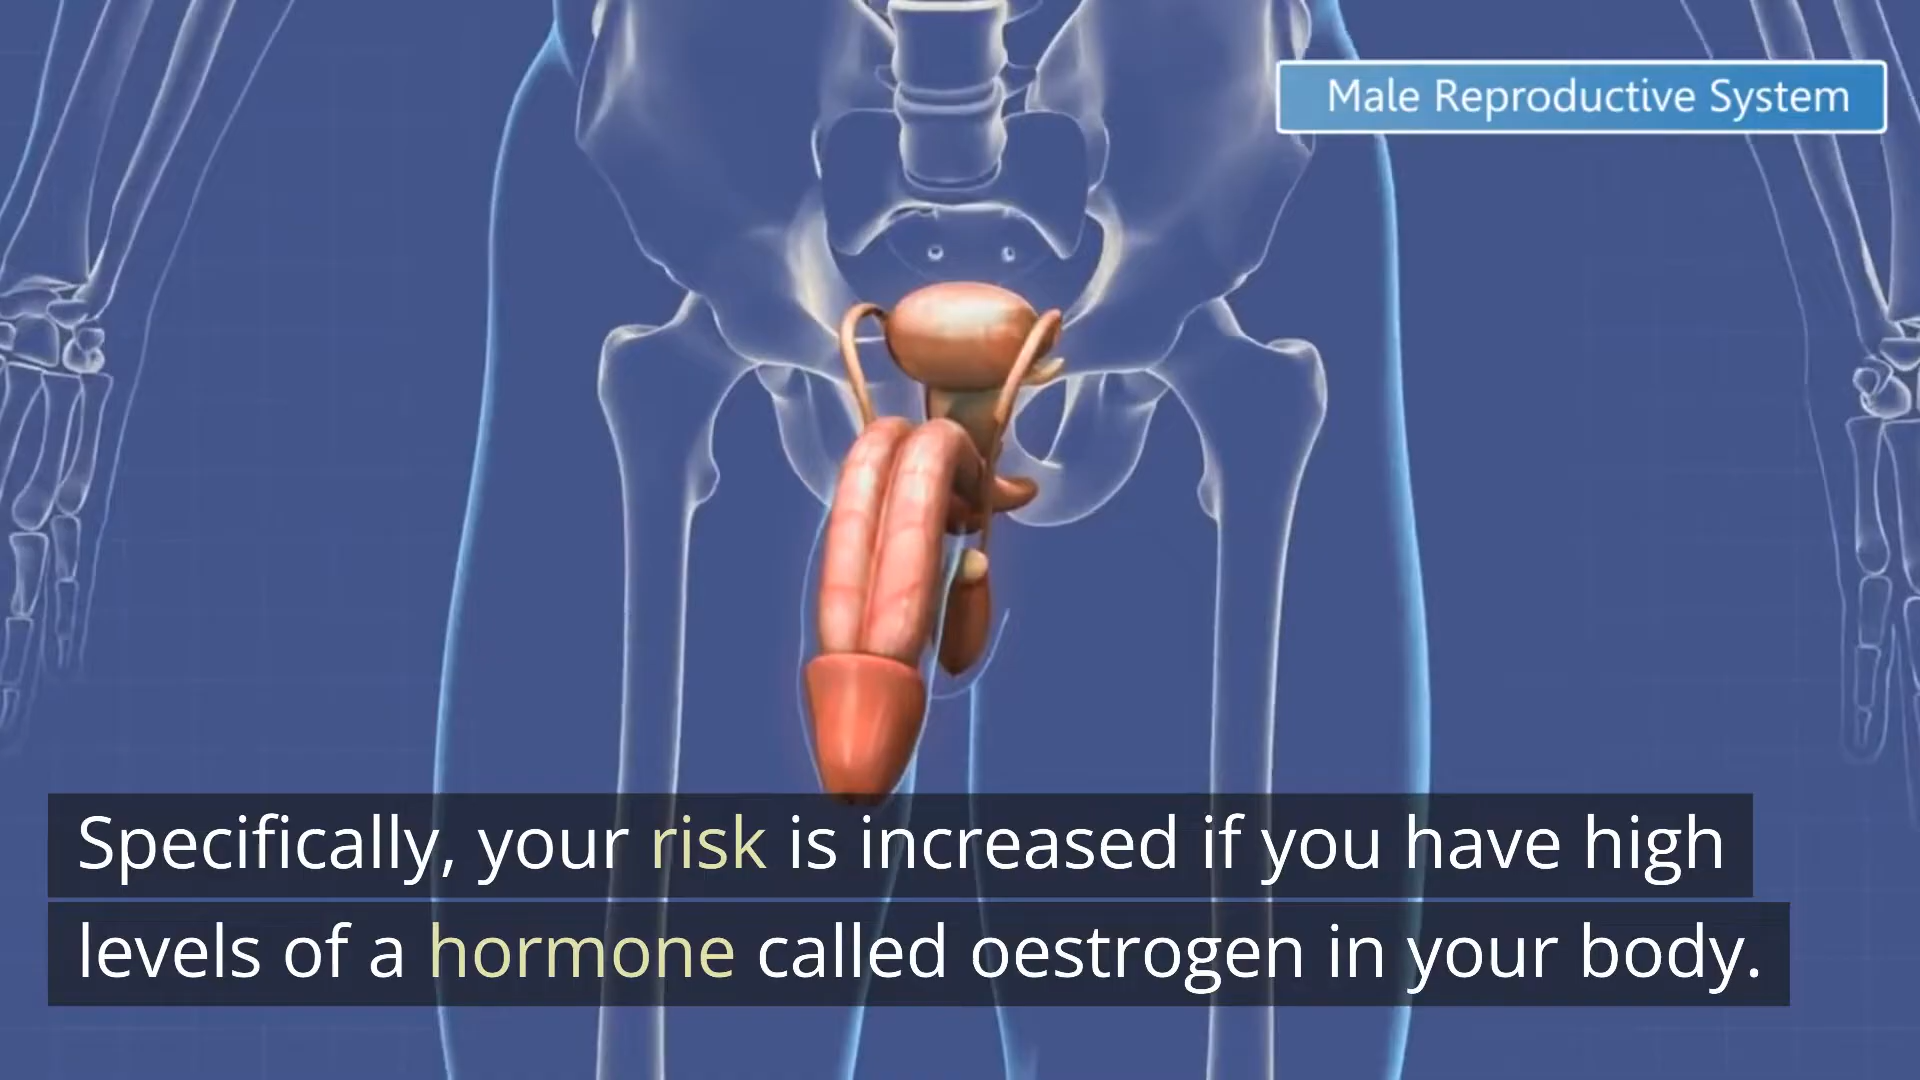 Male Reproductive System
Specifically, your risk is increased if you have high
levels of a hormone called oestrogen in your body.